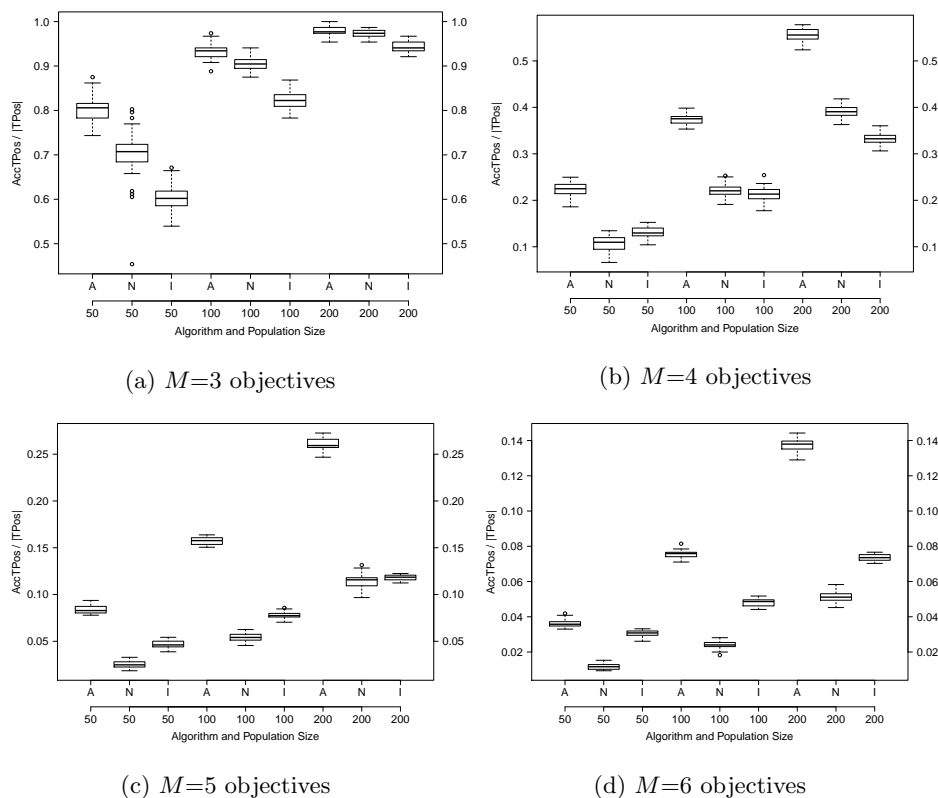 AccTPos / |TPos|
1.0
0.9
0.8
0.7
0.6
0.5
1.0
0.9
0.8
0.7
0.6
0.5
A N I A N I A N I
50 50 50 100 100 100 200 200 200
Algorithm and Population Size
(a) M=3 objectives
AccTPos / |TPos|
0.5
0.4
0.3
0.2
0.1
0.5
0.4
0.3
0.2
0.1
A N I A N I A N I
50 50 50 100 100 100 200 200 200
Algorithm and Population Size
(b) M=4 objectives
AccTPos / |TPos|
0.25
0.20
0.15
0.10
0.05
0.25
0.20
0.15
0.10
0.05
A N I A N I A N I
50 50 50 100 100 100 200 200 200
Algorithm and Population Size
(c) M=5 objectives
AccTPos / |TPos|
0.14
0.12
0.10
0.08
0.06
0.04
0.02
0.14
0.12
0.10
0.08
0.06
0.04
0.02
A N I A N I A N I
50 50 50 100 100 100 200 200 200
Algorithm and Population Size
(d) M=6 objectives